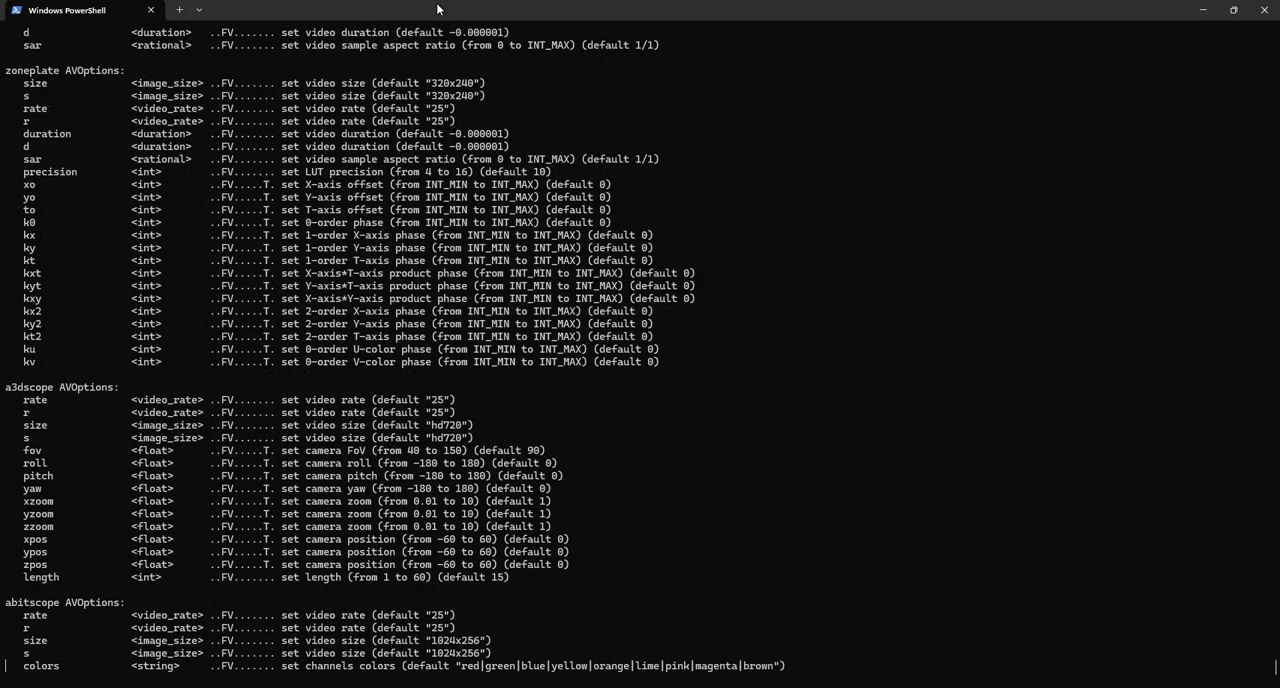 Windows PowerShell
d <duration> ..FV....... set video duration (default -0.000001)
sar <rational> ..FV....... set video sample aspect ratio (from 0 to INT_MAX) (default 1/1)
zoneplate AVOptions:
size <image_size> ..FV....... set video size (default "320x240")
s <image_size> ..FV....... set video size (default "320x240")
rate <video_rate> ..FV....... set video rate (default "25")
r <video_rate> ..FV....... set video rate (default "25")
duration <duration> ..FV....... set video duration (default -0.000001)
d <duration> ..FV....... set video duration (default -0.000001)
sar <rational> ..FV....... set video sample aspect ratio (from 0 to INT_MAX) (default 1/1)
precision <int> ..FV....... set LUT precision (from 4 to 16) (default 10)
xo <int> ..FV.....T. set X-axis offset (from INT_MIN to INT_MAX) (default 0)
yo <int> ..FV.....T. set Y-axis offset (from INT_MIN to INT_MAX) (default 0)
to <int> ..FV.....T. set T-axis offset (from INT_MIN to INT_MAX) (default 0)
k0 <int> ..FV.....T. set 0-order phase (from INT_MIN to INT_MAX) (default 0)
kx <int> ..FV.....T. set 1-order X-axis phase (from INT_MIN to INT_MAX) (default 0)
ky <int> ..FV.....T. set 1-order Y-axis phase (from INT_MIN to INT_MAX) (default 0)
kt <int> ..FV.....T. set 1-order T-axis phase (from INT_MIN to INT_MAX) (default 0)
kxt <int> ..FV.....T. set X-axis*T-axis product phase (from INT_MIN to INT_MAX) (default 0)
kyt <int> ..FV.....T. set Y-axis*T-axis product phase (from INT_MIN to INT_MAX) (default 0)
kxy <int> ..FV.....T. set X-axis*Y-axis product phase (from INT_MIN to INT_MAX) (default 0)
kx2 <int> ..FV.....T. set 2-order X-axis phase (from INT_MIN to INT_MAX) (default 0)
ky2 <int> ..FV.....T. set 2-order Y-axis phase (from INT_MIN to INT_MAX) (default 0)
kt2 <int> ..FV.....T. set 2-order T-axis phase (from INT_MIN to INT_MAX) (default 0)
ku <int> ..FV.....T. set 0-order U-color phase (from INT_MIN to INT_MAX) (default 0)
kv <int> ..FV.....T. set 0-order V-color phase (from INT_MIN to INT_MAX) (default 0)
a3dscope AVOptions:
rate <video_rate> ..FV....... set video rate (default "25")
r <video_rate> ..FV....... set video rate (default "25")
size <image_size> ..FV....... set video size (default "hd720")
s <image_size> ..FV....... set video size (default "hd720")
fov <float> ..FV.....T. set camera FoV (from 40 to 150) (default 90)
roll <float> ..FV.....T. set camera roll (from -180 to 180) (default 0)
pitch <float> ..FV.....T. set camera pitch (from -180 to 180) (default 0)
yaw <float> ..FV.....T. set camera yaw (from -180 to 180) (default 0)
xzoom <float> ..FV.....T. set camera zoom (from 0.01 to 10) (default 1)
yzoom <float> ..FV.....T. set camera zoom (from 0.01 to 10) (default 1)
zzoom <float> ..FV.....T. set camera zoom (from 0.01 to 10) (default 1)
xpos <float> ..FV.....T. set camera position (from -60 to 60) (default 0)
ypos <float> ..FV.....T. set camera position (from -60 to 60) (default 0)
zpos <float> ..FV.....T. set camera position (from -60 to 60) (default 0)
length <int> ..FV....... set length (from 1 to 60) (default 15)
abitscope AVOptions:
rate <video_rate> ..FV....... set video rate (default "25")
r <video_rate> ..FV....... set video rate (default "25")
size <image_size> ..FV....... set video size (default "1024x256")
s <image_size> ..FV....... set video size (default "1024x256")
colors <string> ..FV....... set channels colors (default "red|green|blue|yellow|orange|lime|pink|magenta|brown")